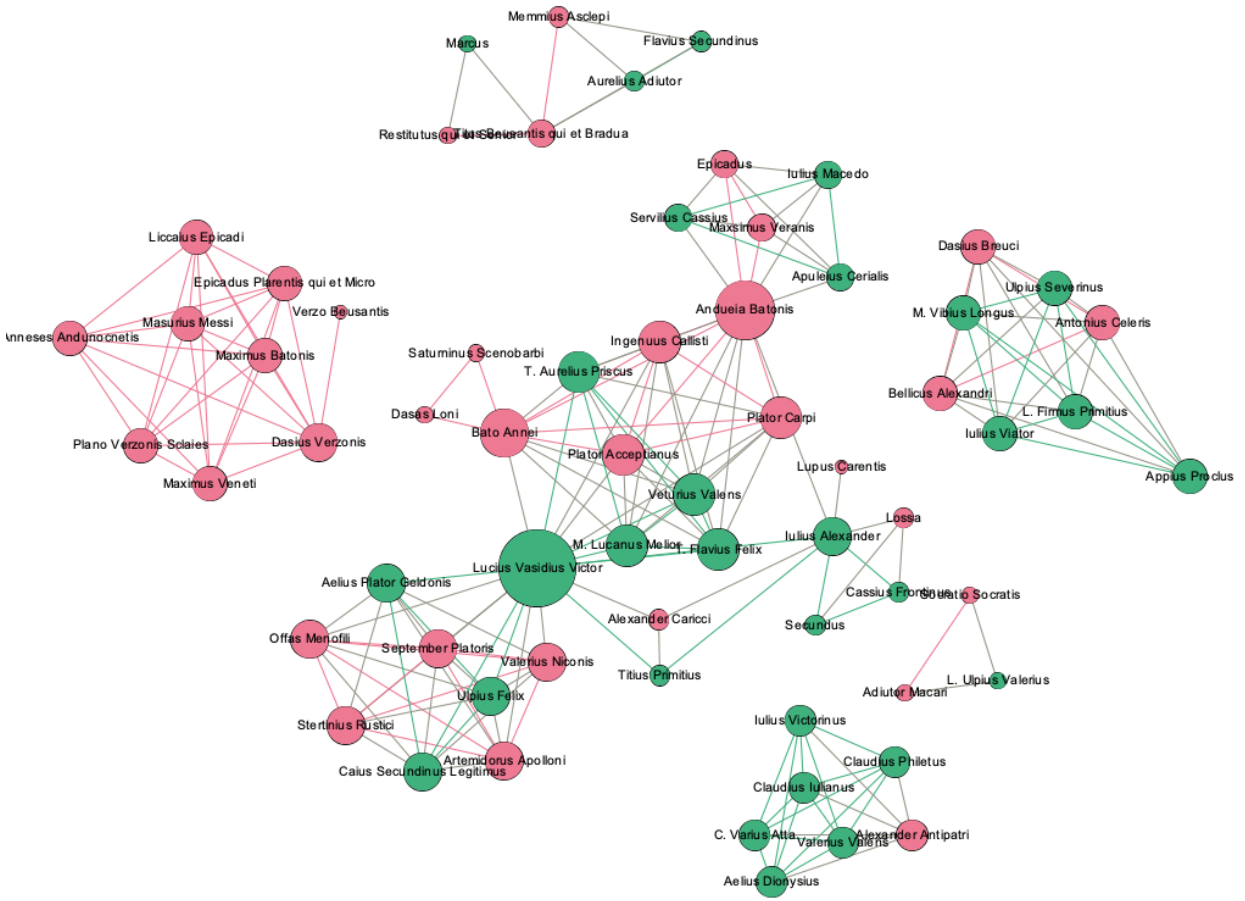 Memmius Asclepi
Marcus
Flavius Secundinus
Aurelius Adiutor
Restitutus qui et Senior
Titus Beusantis qui et Bradua
Epicadus
Iulius Macedo
Servilius Cassius
Maxsimus Veranis
Apuleius Cerialis
Andueia Batonis
Liccaius Epicadi
Epicadus Plarentis qui et Micro
Verzo Beusantis
Masurius Messi
Anneses Andunocnetis
Maximus Batonis
Plano Verzonis Sclaies
Dasius Verzonis
Maximus Veneti
Dasius Breuci
Ulpius Severinus
M. Vibius Longus
Antonius Celeris
Bellicus Alexandri
L. Firmus Primitius
Iulius Viator
Appius Proclus
Ingenuus Callisti
Saturninus Scenobarbi
T. Aurelius Priscus
Dasas Loni
Bato Annei
Plator Carpi
Plator Acceptianus
Lupus Carentis
Veturius Valens
Lossa
Iulius Alexander
M. Lucanus Melior
T. Flavius Felix
Lucius Vasidius Victor
Aelius Plator Geldonis
Cassius Frontinus
Socratio Socratis
Alexander Caricci
Secundus
Offas Menofili
September Platoris
Valerius Niconis
Titius Primitius
L. Ulpius Valerius
Adiutor Macari
Ulpius Felix
Stertinius Rustici
Iulius Victorinus
Artemidorus Apolloni
Caius Secundinus Legitimus
Claudius Philetus
Claudius Iulianus
C. Varius Atta
Valerius Valens
Alexander Antipatri
Aelius Dionysius